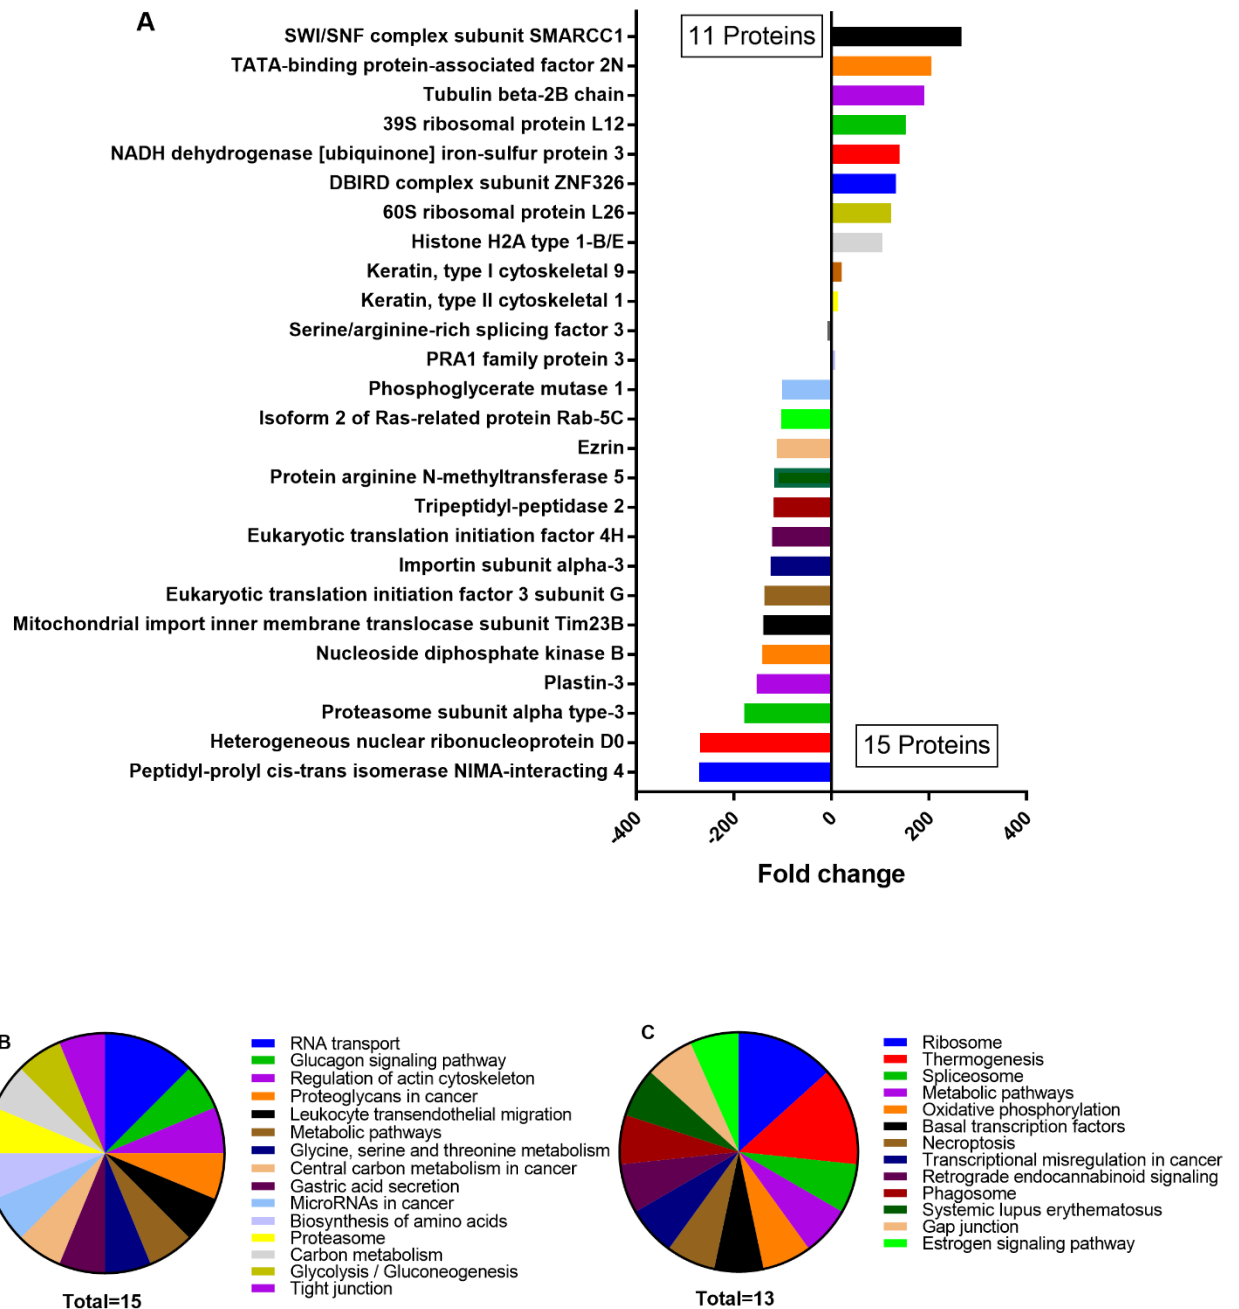 A
11 Proteins
SWI/SNF complex subunit SMARCC1
TATA-binding protein-associated factor 2N
Tubulin beta-2B chain
39S ribosomal protein L12
NADH dehydrogenase [ubiquinone] iron-sulfur protein 3
DBIRD complex subunit ZNF326
60S ribosomal protein L26
Histone H2A type 1-B/E
Keratin, type I cytoskeletal 9
Keratin, type II cytoskeletal 1
Serine/arginine-rich splicing factor 3
PRA1 family protein 3
Phosphoglycerate mutase 1
Isoform 2 of Ras-related protein Rab-5C
Ezrin
Protein arginine N-methyltransferase 5
Tripeptidyl-peptidase 2
Eukaryotic translation initiation factor 4H
Importin subunit alpha-3
Eukaryotic translation initiation factor 3 subunit G
Mitochondrial import inner membrane translocase subunit Tim23B
Nucleoside diphosphate kinase B
Plastin-3
Proteasome subunit alpha type-3
Heterogeneous nuclear ribonucleoprotein D0
Peptidyl-prolyl cis-trans isomerase NIMA-interacting 4
15 Proteins
-400
-200
0
200
400
Fold change
B
RNA transport
Glucagon signaling pathway
Regulation of actin cytoskeleton
Proteoglycans in cancer
Leukocyte transendothelial migration
Metabolic pathways
Glycine, serine and threonine metabolism
Central carbon metabolism in cancer
Gastric acid secretion
MicroRNAs in cancer
Biosynthesis of amino acids
Proteasome
Carbon metabolism
Glycolysis / Gluconeogenesis
Tight junction
Total=15
C
Ribosome
Thermogenesis
Spliceosome
Metabolic pathways
Oxidative phosphorylation
Basal transcription factors
Necroptosis
Transcriptional misregulation in cancer
Retrograde endocannabinoid signaling
Phagosome
Systemic lupus erythematosus
Gap junction
Estrogen signaling pathway
Total=13